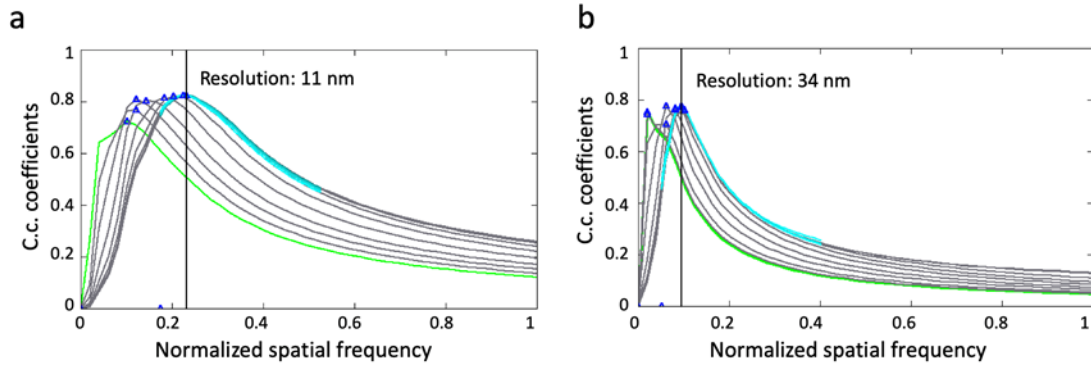 a
1
0.8
0.6
0.4
0.2
0
C.c. coefficients
Resolution: 11 nm
0 0.2 0.4 0.6 0.8 1
Normalized spatial frequency
b
1
0.8
0.6
0.4
0.2
0
C.c. coefficients
Resolution: 34 nm
0 0.2 0.4 0.6 0.8 1
Normalized spatial frequency